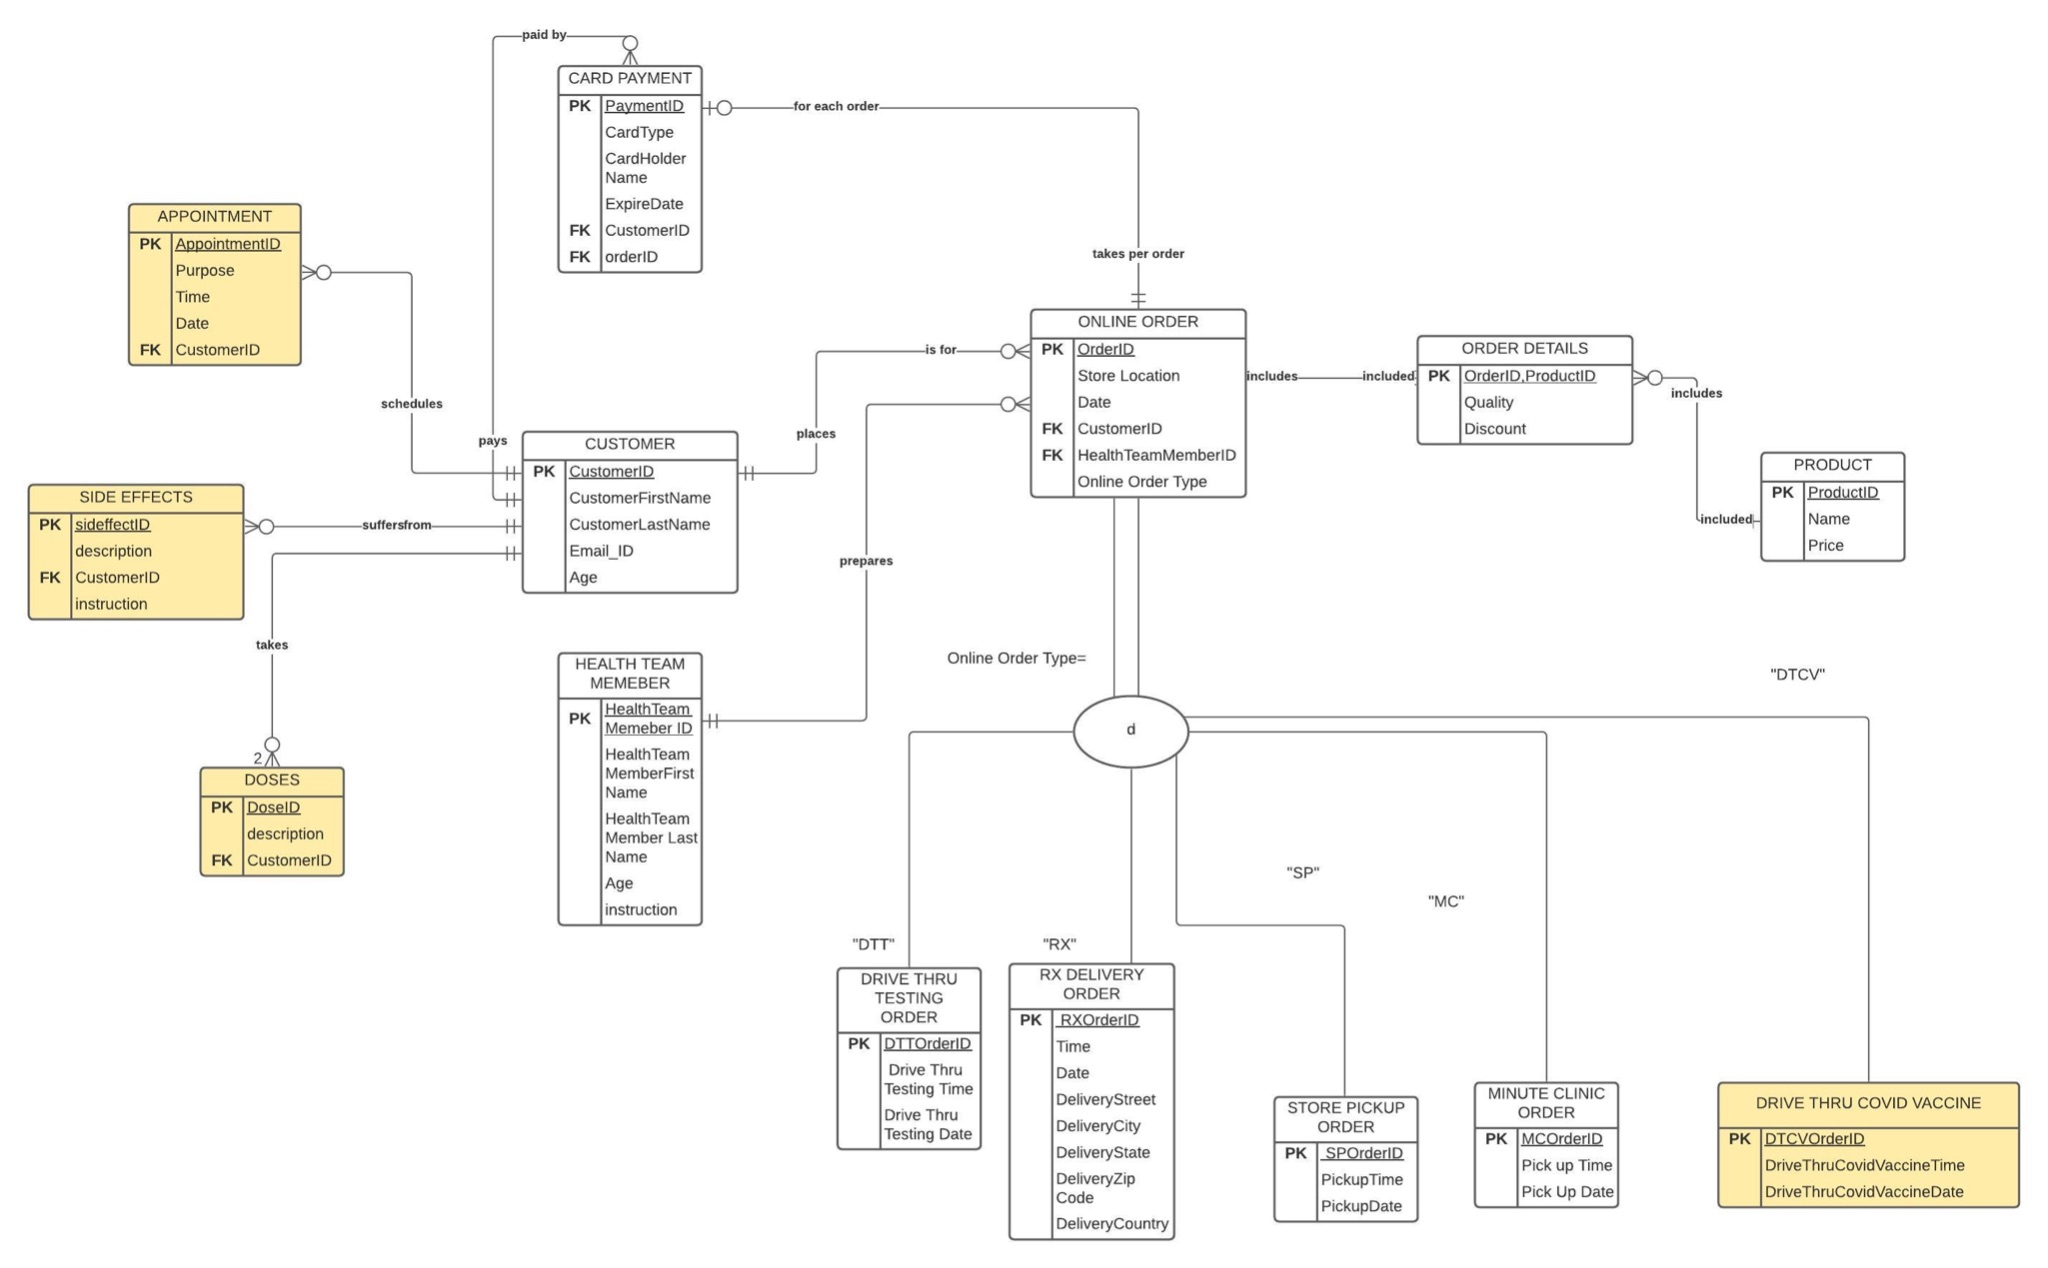 paid by
CARD PAYMENT
PK PaymentID
CardType
CardHolder
Name
ExpireDate
FK CustomerID
FK orderID
for each order
takes per order
APPOINTMENT
PK AppointmentID
Purpose
Time
Date
FK CustomerID
schedules
pays
is for
places
prepares
ONLINE ORDER
PK OrderID
Store Location
Date
FK CustomerID
FK HealthTeamMemberID
Online Order Type
includes
included
ORDER DETAILS
PK OrderID,ProductID
Quality
Discount
includes
included
PRODUCT
PK ProductID
Name
Price
CUSTOMER
PK CustomerID
CustomerFirstName
CustomerLastName
Email_ID
Age
SIDE EFFECTS
PK sideffectID
description
FK CustomerID
instruction
suffersfrom
takes
2
DOSES
PK DoseID
description
FK CustomerID
HEALTH TEAM
MEMEBER
PK HealthTeam
Memeber ID
HealthTeam
MemberFirst
Name
HealthTeam
Member Last
Name
Age
instruction
Online Order Type=
d
"DTCV"
"SP"
"MC"
"DTT"
"RX"
DRIVE THRU
TESTING
ORDER
PK DTTOrderID
Drive Thru
Testing Time
Drive Thru
Testing Date
RX DELIVERY
ORDER
PK RXOrderID
Time
Date
DeliveryStreet
DeliveryCity
DeliveryState
DeliveryZip
Code
DeliveryCountry
STORE PICKUP
ORDER
PK SPOrderID
PickupTime
PickupDate
MINUTE CLINIC
ORDER
PK MCOrderID
Pick up Time
Pick Up Date
DRIVE THRU COVID VACCINE
PK DTCVOrderID
DriveThruCovidVaccineTime
DriveThruCovidVaccineDate